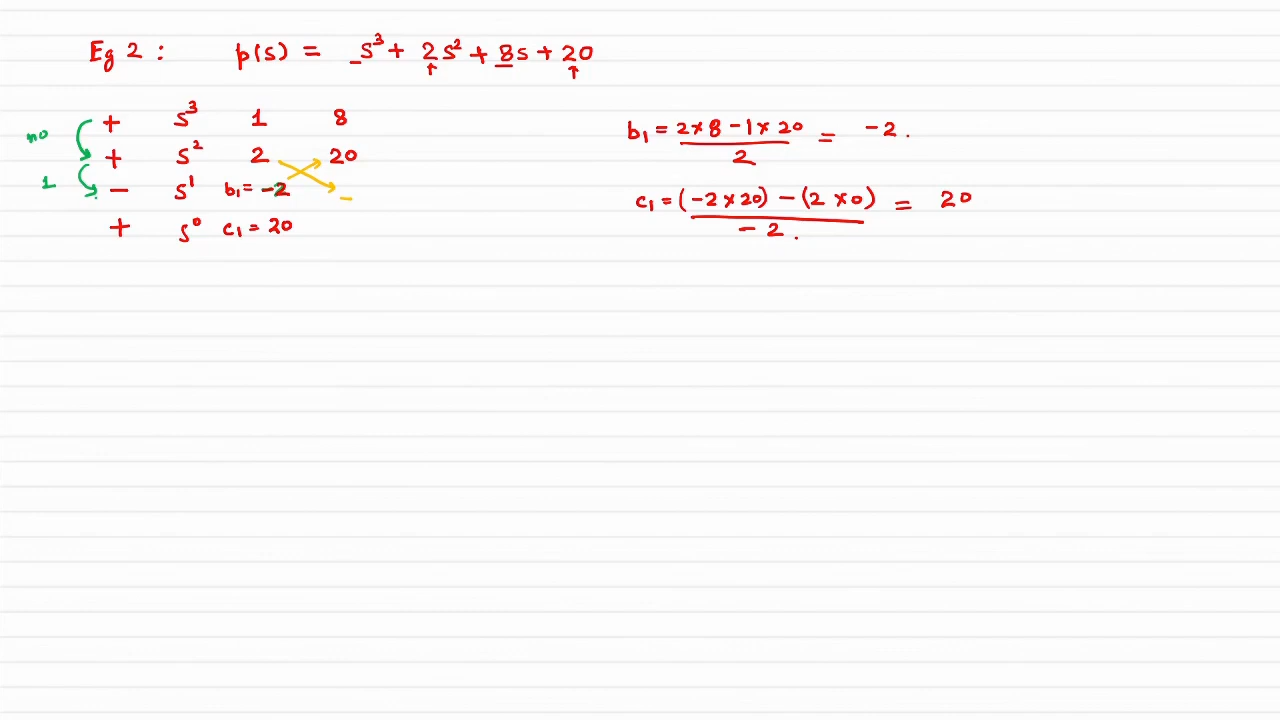 Eg 2 : p(s) = s³ + 2s² + 8s + 20
+ s³ 1 8
no
+ s² 2 20
1
- s¹ b₁ = -2 -
+ s⁰ c₁ = 20
b₁ = 2×8 - 1×20 / 2 = -2 .
c₁ = (-2×20) - (2×0) / -2 . = 20